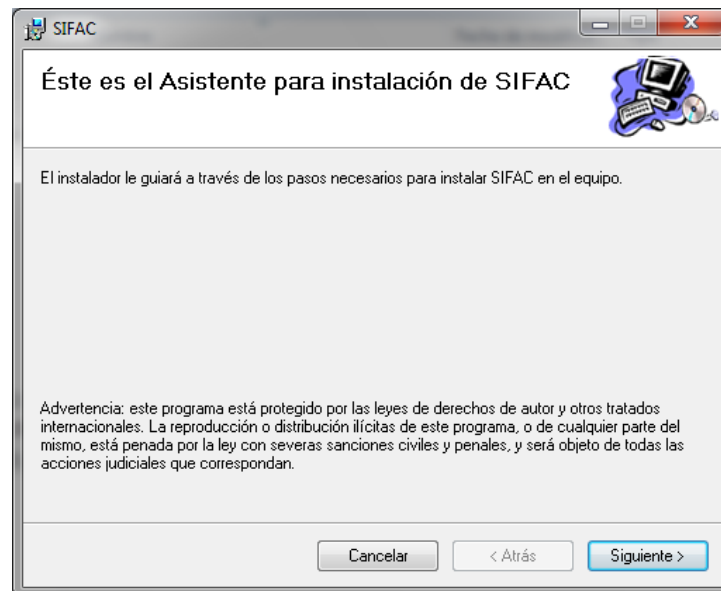 SIFAC
Éste es el Asistente para instalación de SIFAC
El instalador le guiará a través de los pasos necesarios para instalar SIFAC en el equipo.
Advertencia: este programa está protegido por las leyes de derechos de autor y otros tratados
internacionales. La reproducción o distribución ilícitas de este programa, o de cualquier parte del
mismo, está penada por la ley con severas sanciones civiles y penales, y será objeto de todas las
acciones judiciales que correspondan.
Cancelar
< Atrás
Siguiente >